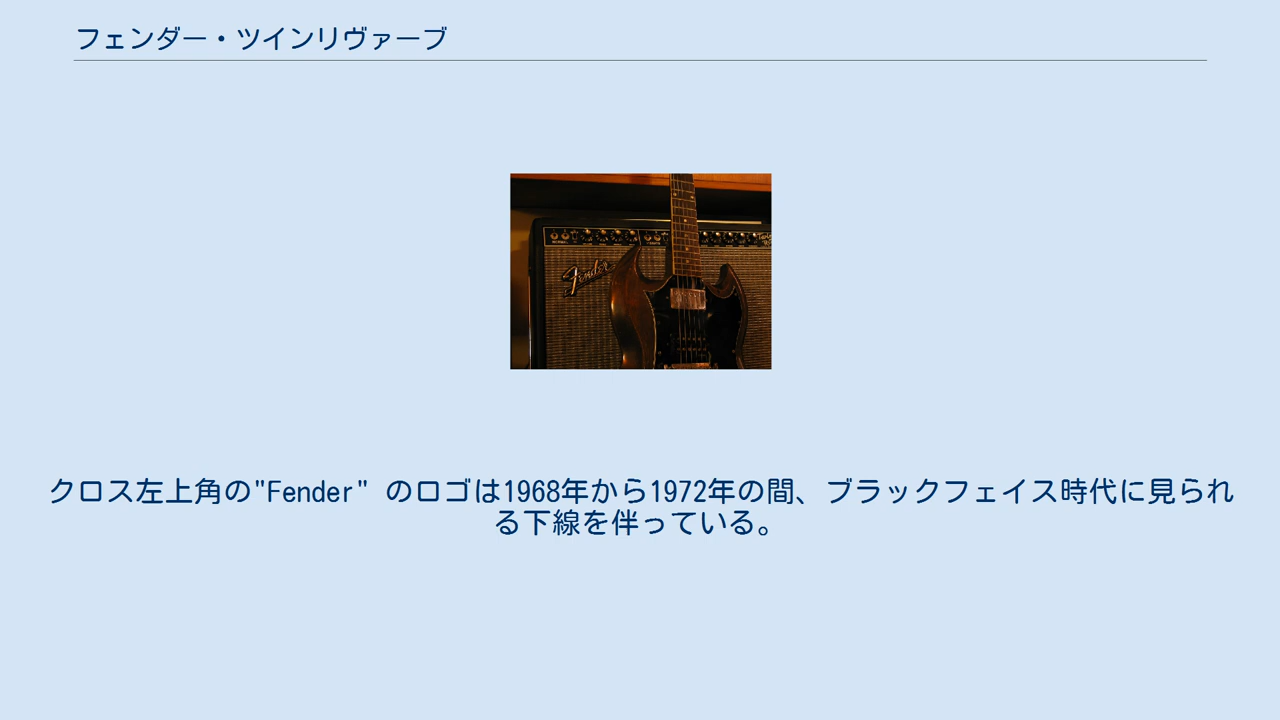 フェンダー・ツインリヴァーブ
Fender
クロス左上角の"Fender" のロゴは1968年から1972年の間、ブラックフェイス時代に見られ
る下線を伴っている。